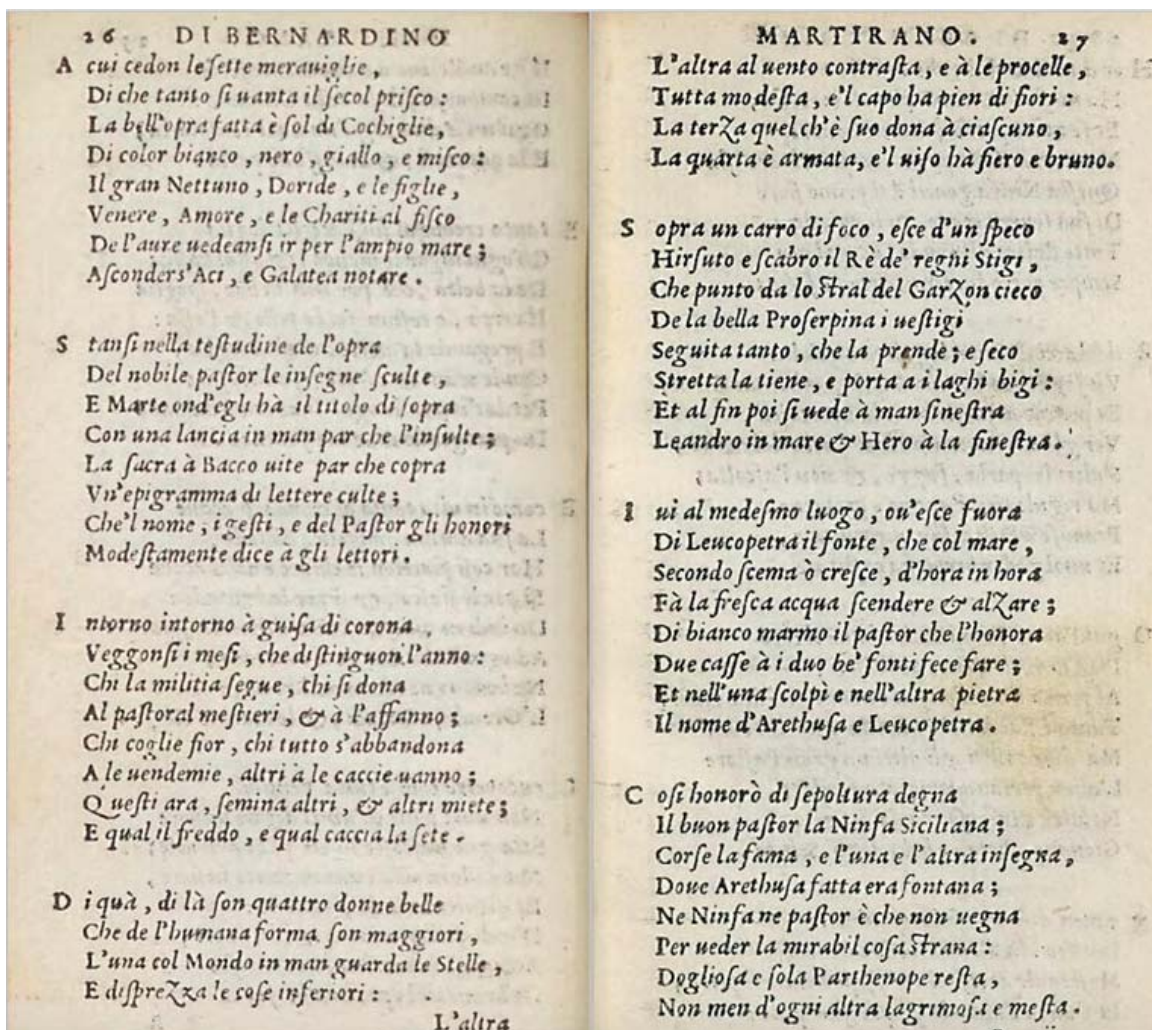 26 DI BERNARDINO
A cui cedon le ſette merauiglie,
Di che tanto ſi uanta il ſecol priſco:
La bell'opra fatta è ſol di Cochiglie,
Di color bianco, nero, giallo, e miſco:
Il gran Nettuno, Doride, e le figlie,
Venere, Amore, e le Chariti al fiſco
De l'aure uedeanſi ir per l'ampio mare;
Aſconders'Aci, e Galatea notare.
S tanſi nella teſtudine de l'opra
Del nobile paſtor le inſegne ſculte,
E Marte ond'egli hà il titolo di ſopra
Con una lancia in man par che l'inſulte;
La ſacra à Bacco uite par che copra
Vn'epigramma di lettere culte;
Che'l nome, i geſti, e del Paſtor gli honori
Modeſtamente dice à gli lettori.
I ntorno intorno à guiſa di corona
Veggonſi i meſi, che diſtinguon l'anno:
Chi la militia ſegue, chi ſi dona
Al paſtoral meſtieri, & à l'affanno;
Chi coglie fior, chi tutto s'abbandona
A le uendemie, altri à le caccie uanno;
Queſti ara, ſemina altri, & altri miete;
E qual il freddo, e qual caccia la ſete.
D i quà, di là ſon quattro donne belle
Che de l'humana forma ſon maggiori,
L'una col Mondo in man guarda le Stelle,
E diſprezza le coſe inferiori:
L'altra
MARTIRANO. 27
L'altra al uento contraſta, e à le procelle,
Tutta modeſta, e'l capo ha pien di fiori:
La terza quel ch'è ſuo dona à ciaſcuno,
La quarta è armata, e'l uiſo hà fiero e bruno.
S opra un carro di foco, eſce d'un ſpeco
Hirſuto e ſcabro il Rè de' regni Stigi,
Che punto da lo ſtral del Garzon cieco
De la bella Proſerpina i ueſtigi
Seguita tanto, che la prende; e ſeco
Stretta la tiene, e porta a i laghi bigi:
Et al fin poi ſi uede à man ſineſtra
Leandro in mare & Hero à la fineſtra.
I ui al medeſmo luogo, ou'eſce fuora
Di Leucopetra il fonte, che col mare,
Secondo ſcema ò creſce, d'hora in hora
Fà la freſca acqua ſcendere & alzare;
Di bianco marmo il paſtor che l'honora
Due caſſe à i duo be' fonti fece fare;
Et nell'una ſcolpì e nell'altra pietra
Il nome d'Arethuſa e Leucopetra.
C oſi honorò di ſepoltura degna
Il buon paſtor la Ninfa Siciliana;
Corſe la fama, e l'una e l'altra inſegna,
Doue Arethuſa fatta era fontana;
Ne Ninfa ne paſtor è che non uegna
Per ueder la mirabil coſa ſtrana:
Dogliosa e ſola Parthenope reſta,
Non men d'ogni altra lagrimoſa e meſta.